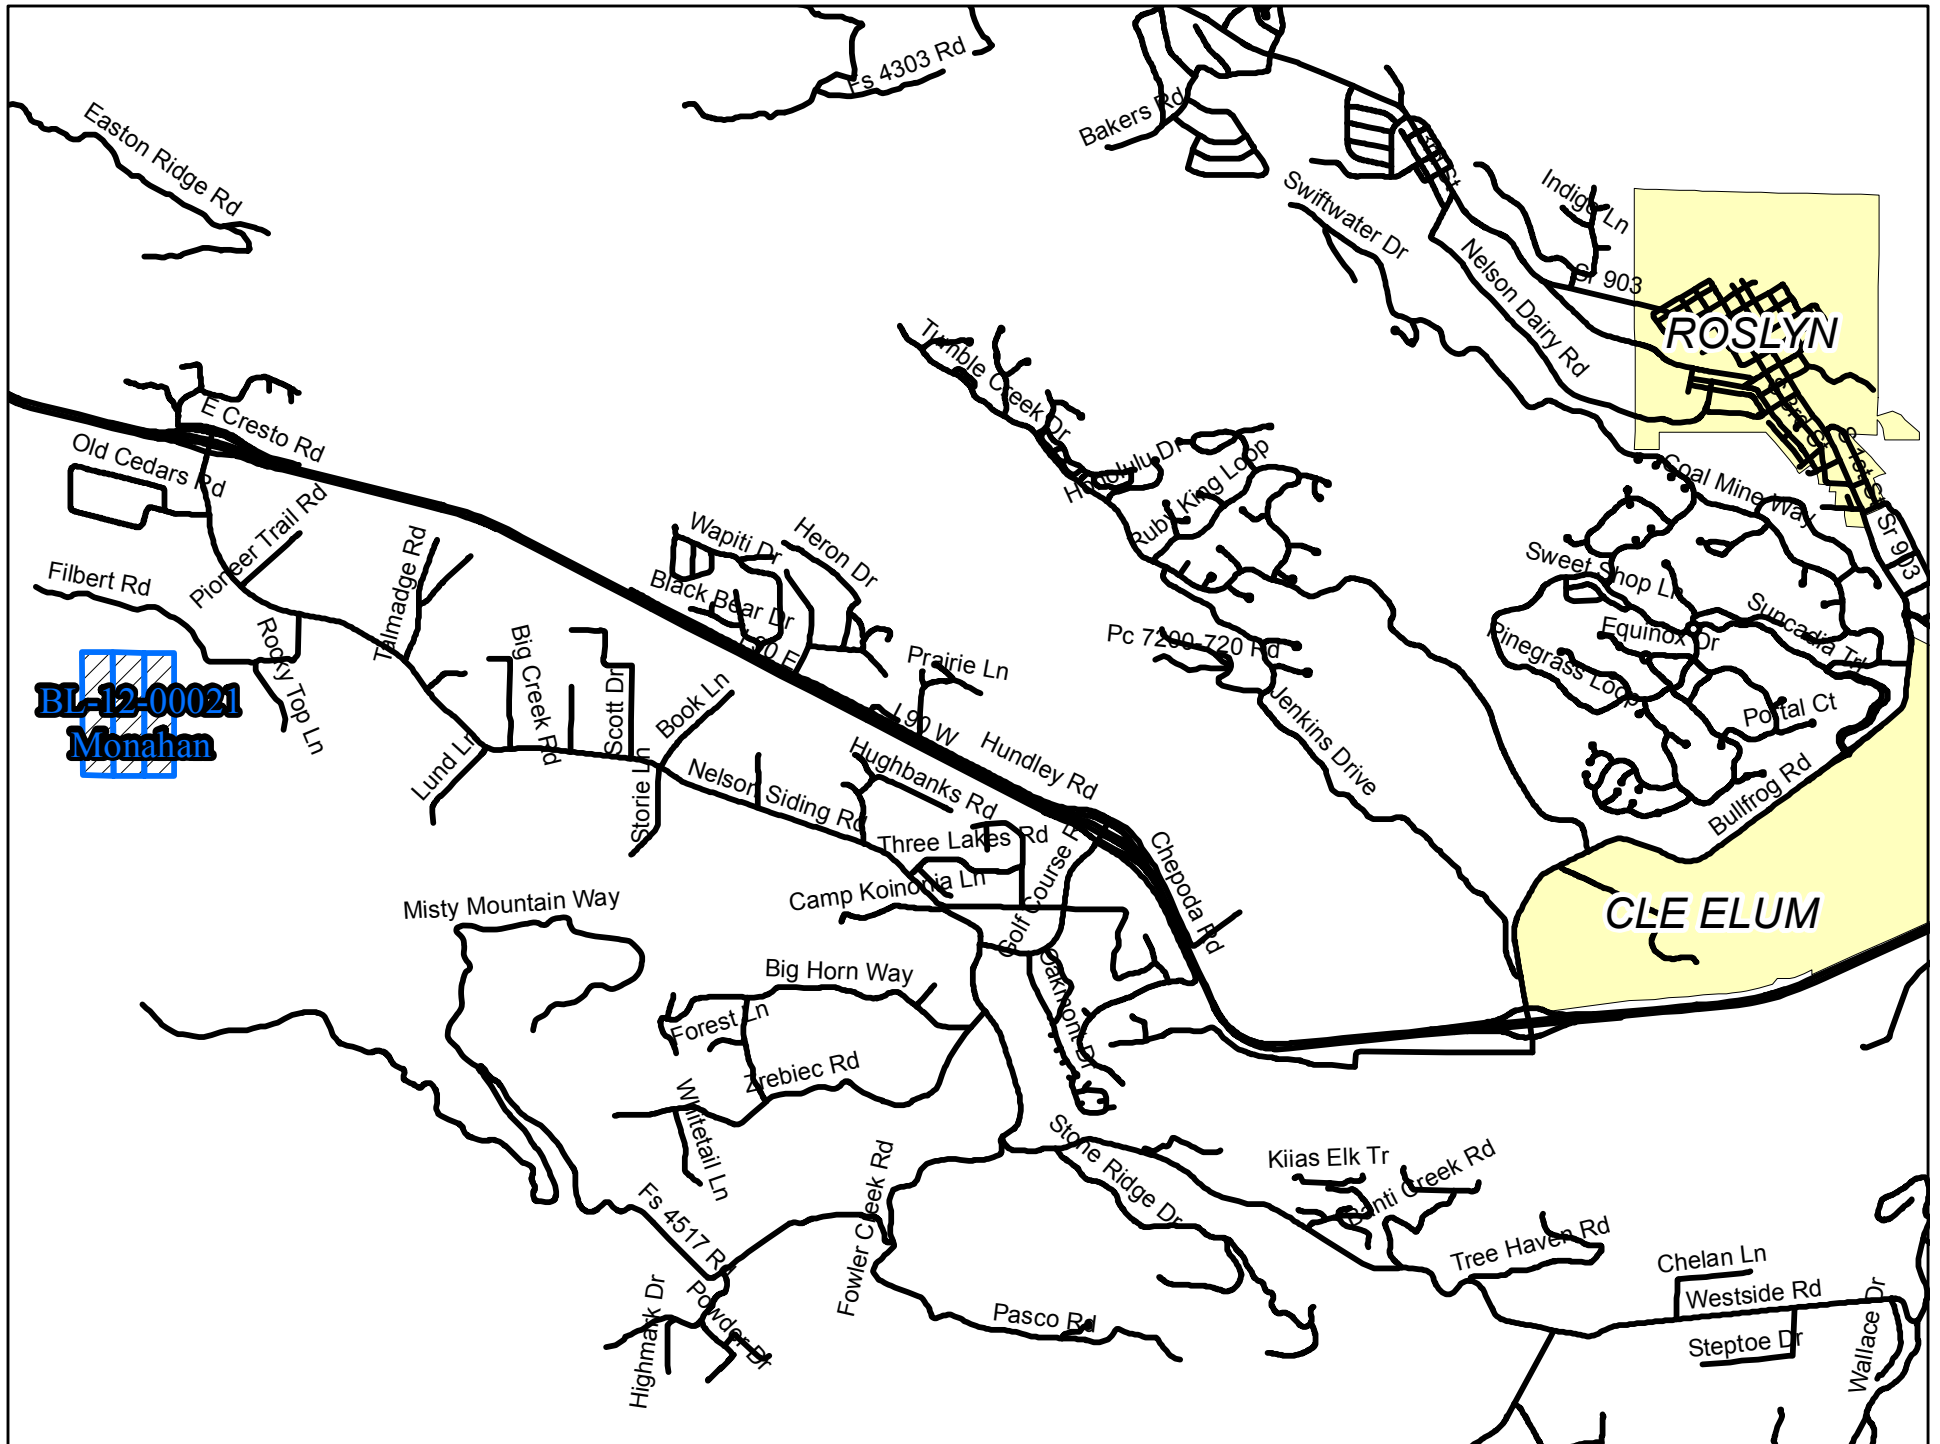 Fs 4303 Rd
Easton Ridge Rd
Bakers Rd
Swiftwater Dr
Indigo Ln
Nelson Dairy Rd
Sr 903
ROSLYN
Tumble Creek Dr
E Cresto Rd
Old Cedars Rd
Honolulu Dr
Ruby King Loop
S 3rd St
S 1st St
Coal Mine Way
Sr 903
Pioneer Trail Rd
Filbert Rd
Talmadge Rd
Wapiti Dr
Heron Dr
Black Bear Dr
I-90 E
Sweet Shop Ln
Suncadia Trl
Equinox Dr
Pinegrass Loop
Portal Ct
Pc 7200-720 Rd
Prairie Ln
Rocky Top Ln
Big Creek Rd
Scott Dr
Book Ln
BL-12-00021
Monahan
I-90 W
Hundley Rd
Jenkins Drive
Lund Ln
Storie Ln
Nelson Siding Rd
Hughbanks Rd
Three Lakes Rd
Bullfrog Rd
Camp Koinonia Ln
Chepoda Rd
CLE ELUM
Misty Mountain Way
Big Horn Way
Oakmont Dr
Forest Ln
Zrebiec Rd
Whitetail Ln
Stone Ridge Dr
Kiias Elk Tr
Fs 4517 Rd
Fowler Creek Rd
Tree Haven Rd
Chelan Ln
Westside Rd
Steptoe Dr
Wallace Dr
Pasco Rd
Highmark Dr
Powder Dr